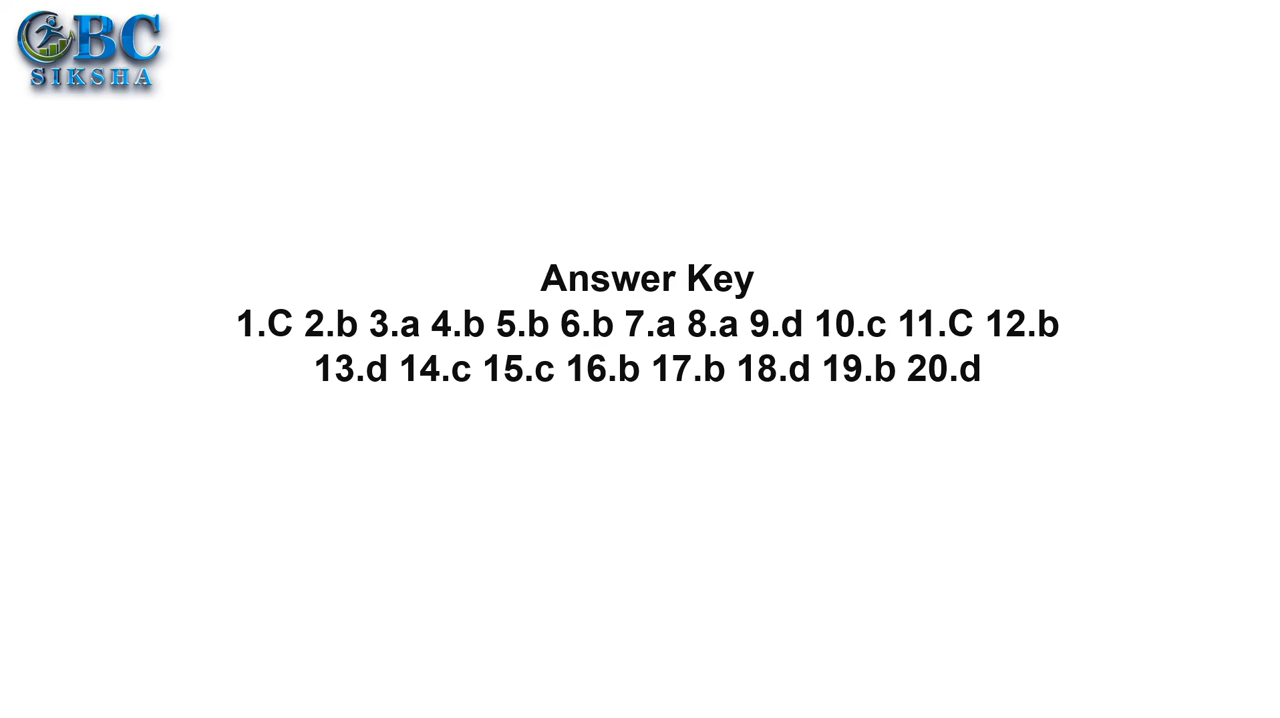 OBC
SIKSHA
Answer Key
1.C 2.b 3.a 4.b 5.b 6.b 7.a 8.a 9.d 10.c 11.C 12.b
13.d 14.c 15.c 16.b 17.b 18.d 19.b 20.d